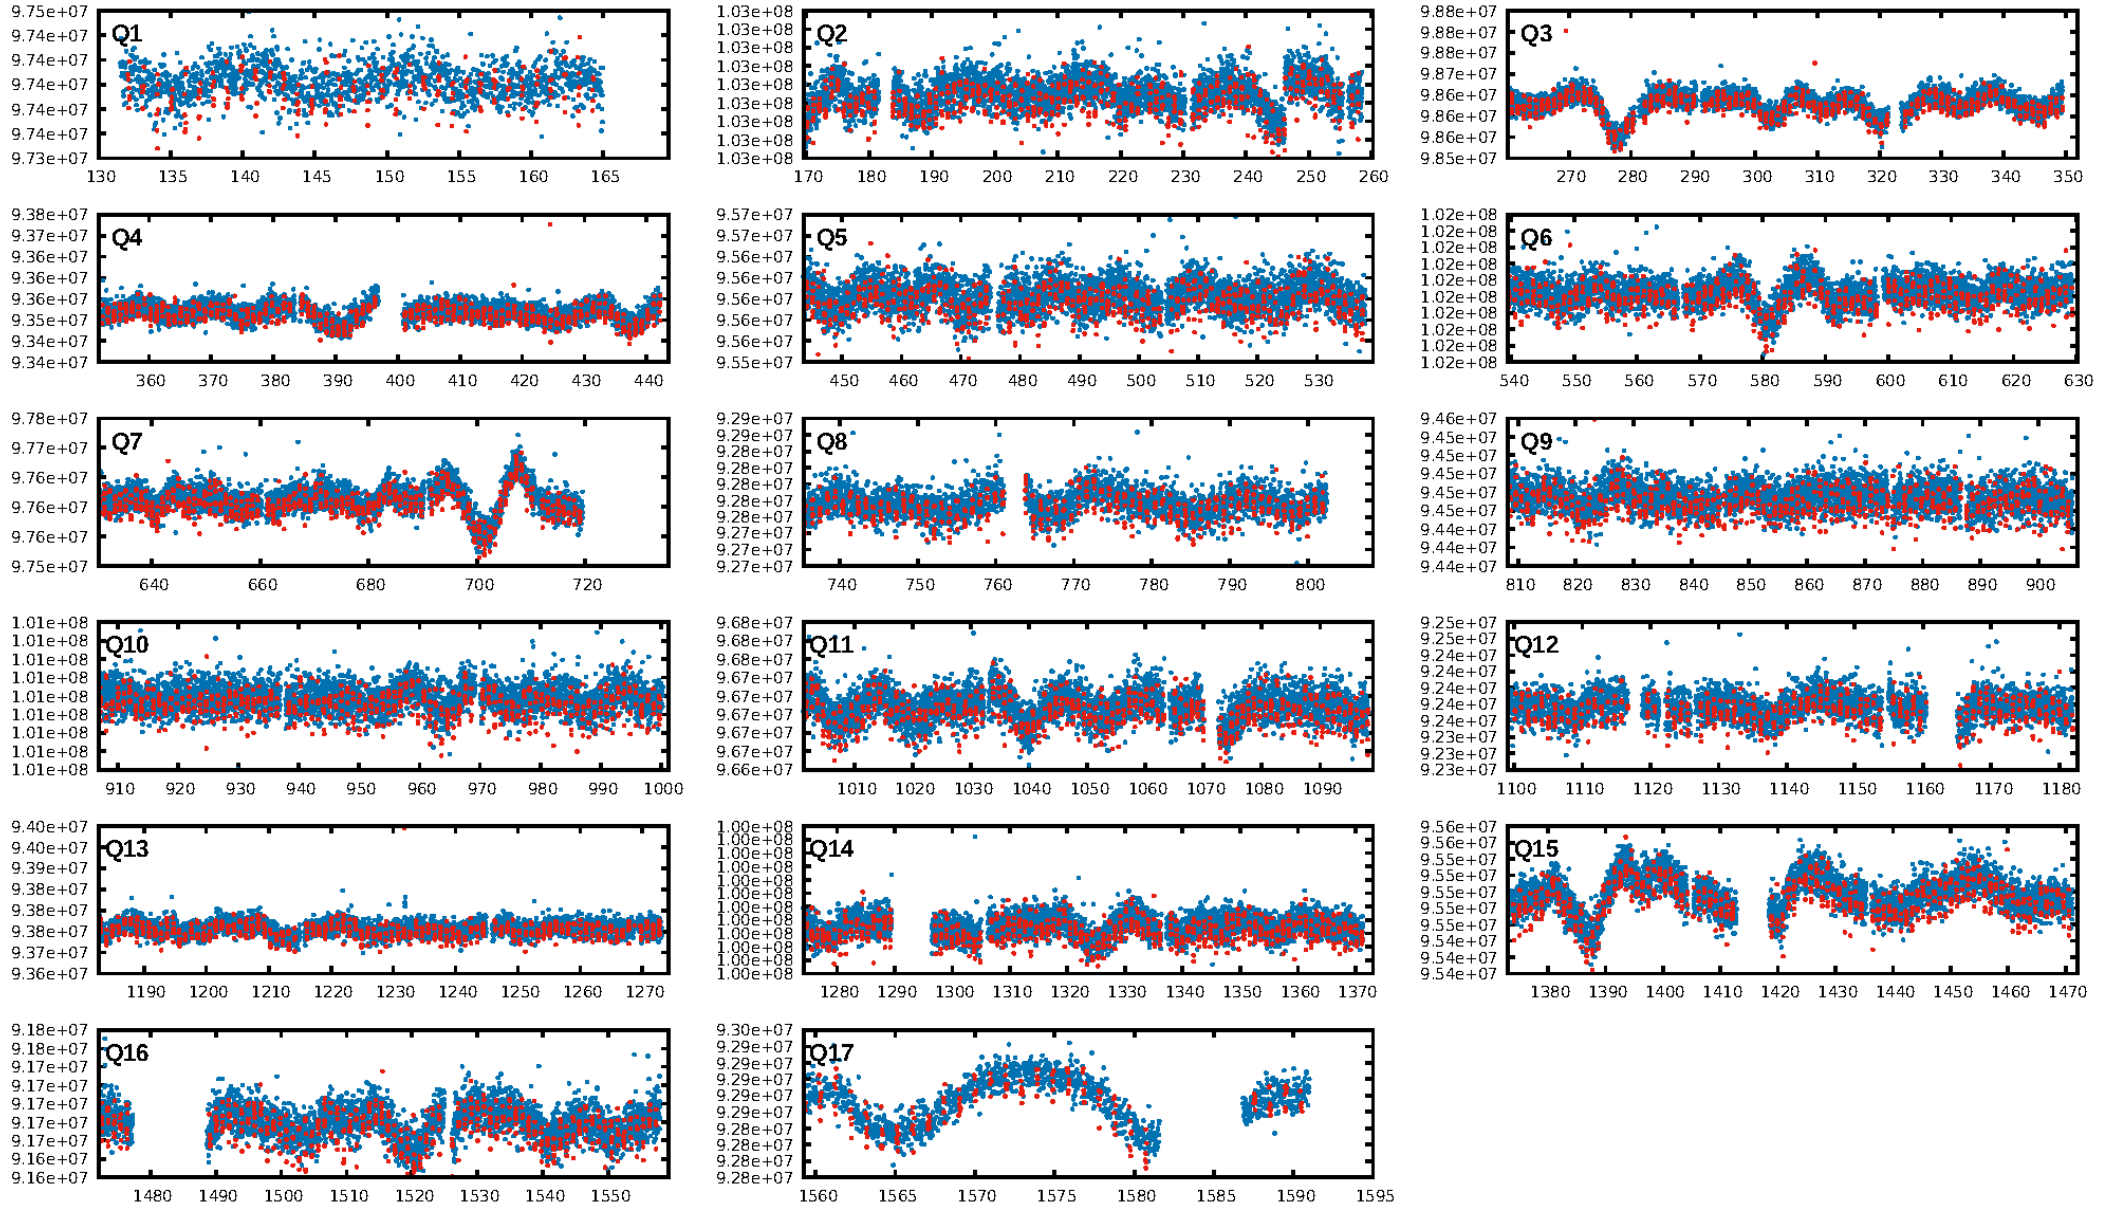 9.75e+07
Q1
9.74e+07
9.74e+07
9.74e+07
9.74e+07
9.74e+07
9.73e+07
130 135 140 145 150 155 160 165
1.03e+08
Q2
1.03e+08
1.03e+08
1.03e+08
1.03e+08
1.03e+08
1.03e+08
1.03e+08
1.03e+08
170 180 190 200 210 220 230 240 250 260
9.88e+07
Q3
9.88e+07
9.88e+07
9.87e+07
9.86e+07
9.86e+07
9.86e+07
9.85e+07
270 280 290 300 310 320 330 340 350
9.38e+07
Q4
9.37e+07
9.36e+07
9.36e+07
9.36e+07
9.35e+07
9.34e+07
9.34e+07
360 370 380 390 400 410 420 430 440
9.57e+07
Q5
9.57e+07
9.56e+07
9.56e+07
9.56e+07
9.56e+07
9.56e+07
9.55e+07
450 460 470 480 490 500 510 520 530
1.02e+08
Q6
1.02e+08
1.02e+08
1.02e+08
1.02e+08
1.02e+08
1.02e+08
1.02e+08
1.02e+08
1.02e+08
540 550 560 570 580 590 600 610 620 630
9.78e+07
Q7
9.77e+07
9.76e+07
9.76e+07
9.76e+07
9.75e+07
640 660 680 700 720
9.29e+07
Q8
9.29e+07
9.28e+07
9.28e+07
9.28e+07
9.28e+07
9.28e+07
9.27e+07
9.27e+07
9.27e+07
740 750 760 770 780 790 800
9.46e+07
Q9
9.45e+07
9.45e+07
9.45e+07
9.45e+07
9.45e+07
9.44e+07
9.44e+07
9.44e+07
810 820 830 840 850 860 870 880 890 900
1.01e+08
Q10
1.01e+08
1.01e+08
1.01e+08
1.01e+08
1.01e+08
1.01e+08
1.01e+08
1.01e+08
910 920 930 940 950 960 970 980 990 1000
9.68e+07
Q11
9.68e+07
9.68e+07
9.67e+07
9.67e+07
9.67e+07
9.67e+07
9.67e+07
9.66e+07
1010 1020 1030 1040 1050 1060 1070 1080 1090
9.25e+07
Q12
9.25e+07
9.24e+07
9.24e+07
9.24e+07
9.24e+07
9.24e+07
9.23e+07
9.23e+07
9.23e+07
1100 1110 1120 1130 1140 1150 1160 1170 1180
9.40e+07
Q13
9.40e+07
9.39e+07
9.38e+07
9.38e+07
9.38e+07
9.37e+07
9.36e+07
1190 1200 1210 1220 1230 1240 1250 1260 1270
1.00e+08
Q14
1.00e+08
1.00e+08
1.00e+08
1.00e+08
1.00e+08
1.00e+08
1.00e+08
1.00e+08
1.00e+08
1.00e+08
1.00e+08
1280 1290 1300 1310 1320 1330 1340 1350 1360 1370
9.56e+07
Q15
9.56e+07
9.55e+07
9.55e+07
9.55e+07
9.55e+07
9.55e+07
9.54e+07
9.54e+07
9.54e+07
1380 1390 1400 1410 1420 1430 1440 1450 1460 1470
9.18e+07
Q16
9.18e+07
9.17e+07
9.17e+07
9.17e+07
9.17e+07
9.17e+07
9.16e+07
9.16e+07
1480 1490 1500 1510 1520 1530 1540 1550
9.30e+07
Q17
9.29e+07
9.29e+07
9.29e+07
9.29e+07
9.29e+07
9.28e+07
9.28e+07
9.28e+07
9.28e+07
1560 1565 1570 1575 1580 1585 1590 1595